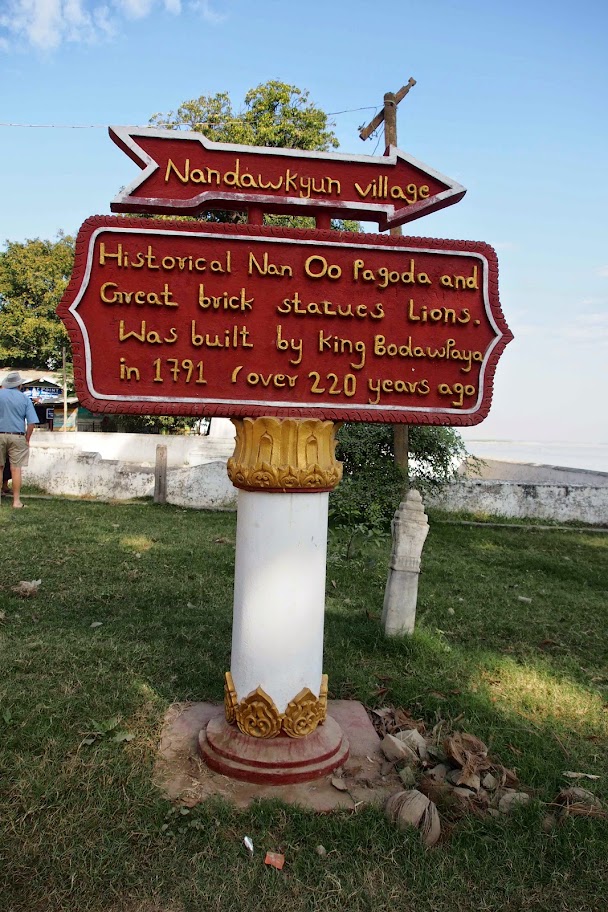 Nandawkyun village
Historical Nan Oo Pagoda and
Great brick statues Lions.
Was built by King BodawPaya
in 1791 (over 220 years ago